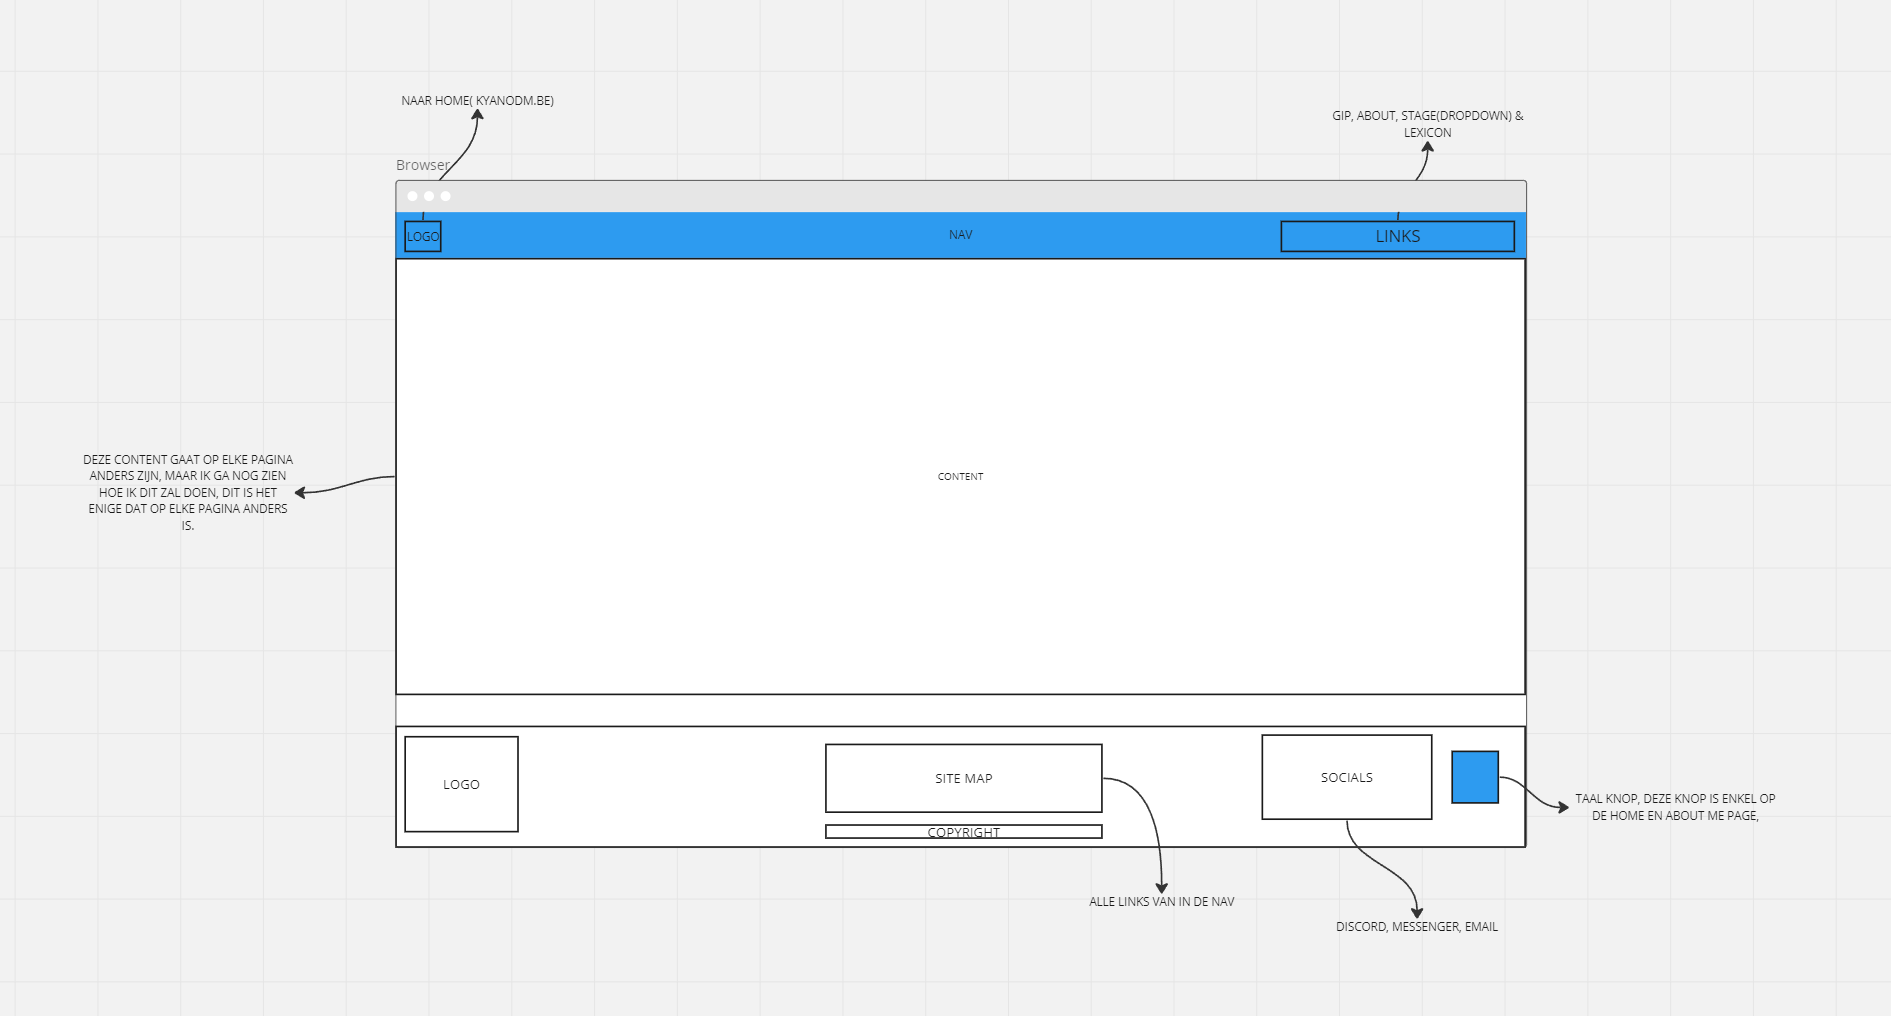 NAAR HOME( KYANODM.BE)
GIP, ABOUT, STAGE(DROPDOWN) &
LEXICON
Browser
LOGO
NAV
LINKS
DEZE CONTENT GAAT OP ELKE PAGINA
ANDERS ZIJN, MAAR IK GA NOG ZIEN
HOE IK DIT ZAL DOEN, DIT IS HET
ENIGE DAT OP ELKE PAGINA ANDERS
IS.
CONTENT
LOGO
SITE MAP
COPYRIGHT
SOCIALS
TAAL KNOP, DEZE KNOP IS ENKEL OP
DE HOME EN ABOUT ME PAGE,
ALLE LINKS VAN IN DE NAV
DISCORD, MESSENGER, EMAIL